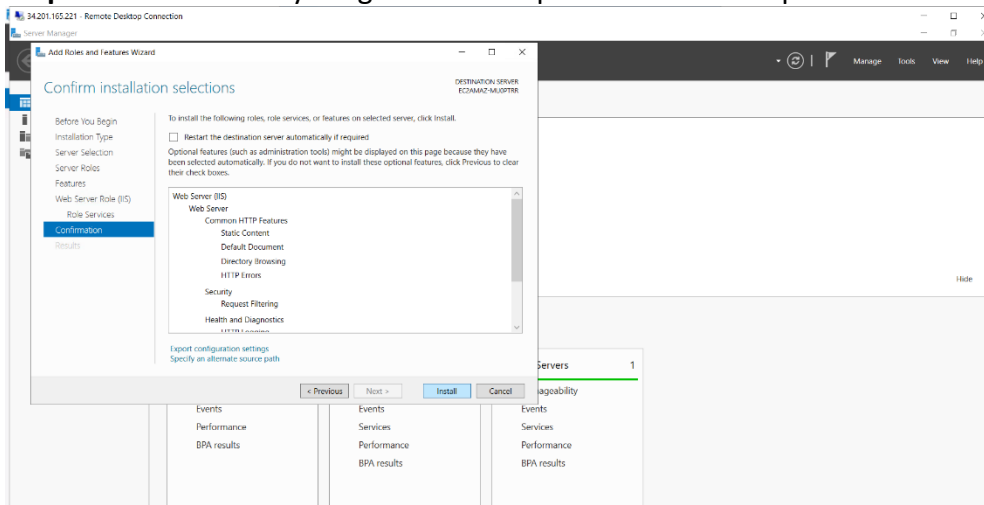 34.201.165.221 - Remote Desktop Connection
Server Manager
Manage Tools View Help
Add Roles and Features Wizard
Confirm installation selections
DESTINATION SERVER
Before You Begin
Installation Type
Server Selection
Server Roles
Features
Web Server Role (IIS)
Role Services
Confirmation
Results
To install the following roles, role services, or features on selected server, click Install.
Restart the destination server automatically if required
Optional features (such as administration tools) might be displayed on this page because they have
been selected automatically. If you do not want to install these optional features, click Previous to clear
their check boxes.
Web Server (IIS)
Web Server
Common HTTP Features
Static Content
Default Document
Directory Browsing
HTTP Errors
Security
Request Filtering
Health and Diagnostics
Export configuration settings
Specify an alternate source path
< Previous Next > Install Cancel
Hide
Servers 1
ageability
Events Events Events
Performance Services Services
BPA results Performance Performance
BPA results BPA results